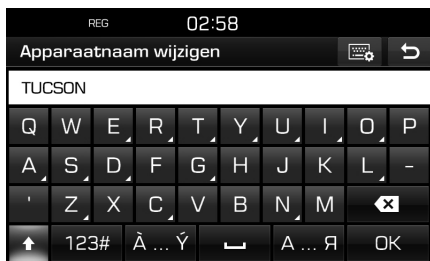 REG 02:58
Apparaatnaam wijzigen
TUCSON
Q W E R T Y U I O P
A S D F G H J K L -
' Z X C V B N M
123# À ... Ý А ... Я OK